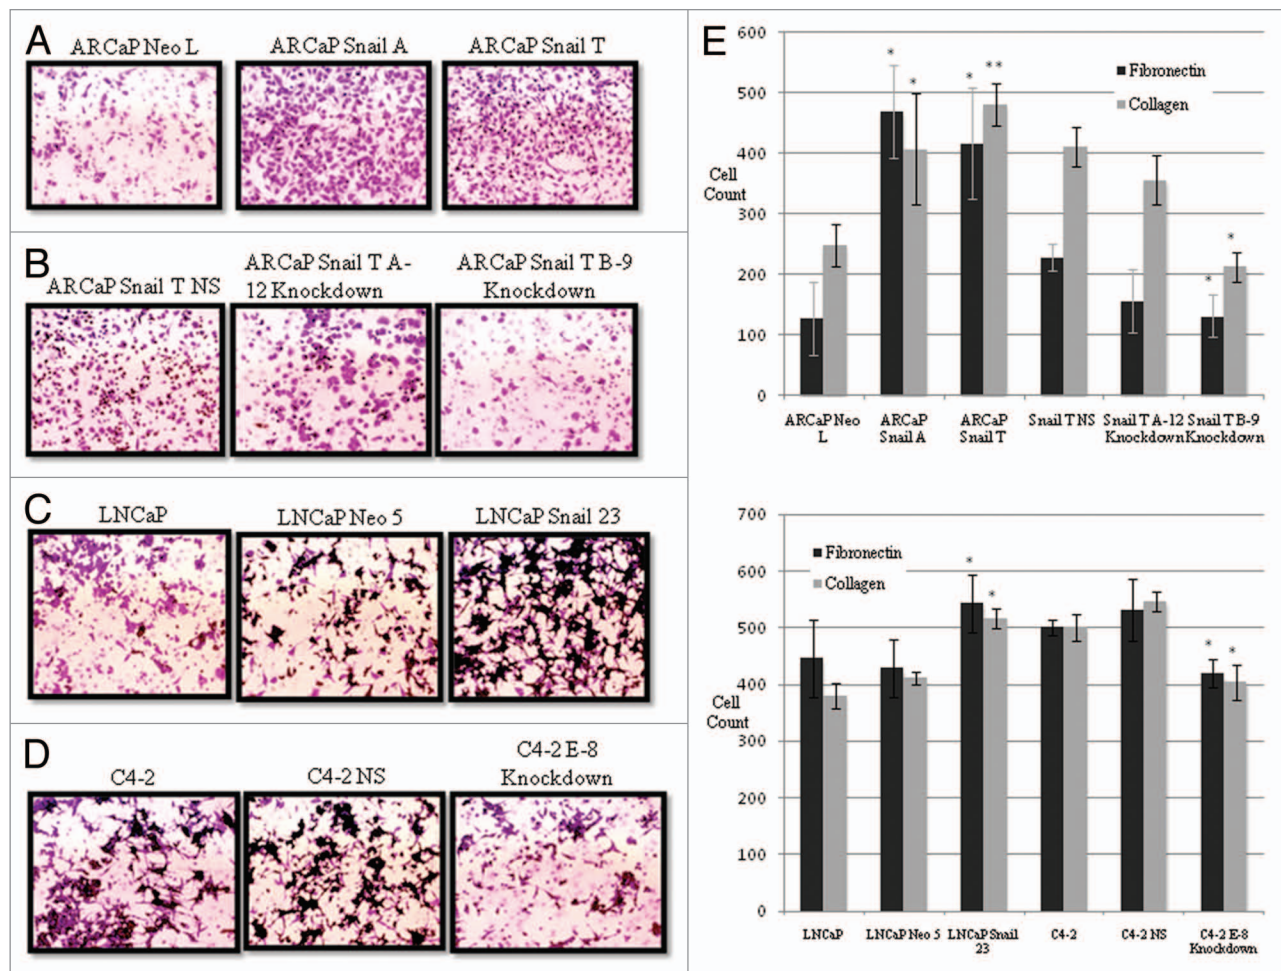 A
ARCaP Neo L
ARCaP Snail A
ARCaP Snail T
B
ARCaP Snail T NS
ARCaP Snail T A-
12 Knockdown
ARCaP Snail T B-9
Knockdown
C
LNCaP
LNCaP Neo 5
LNCaP Snail 23
D
C4-2
C4-2 NS
C4-2 E-8
Knockdown
E
600
500
400
300
200
100
0
Cell
Count
Fibronectin
Collagen
*
*
*
**
*
*
ARCaP Neo
L
ARCaP
Snail A
ARCaP
Snail T
Snail T NS
Snail T A-12
Knockdown
Snail T B-9
Knockdown
700
600
500
400
300
200
100
0
Cell
Count
Fibronectin
Collagen
*
*
*
*
LNCaP
LNCaP Neo 5
LNCaP Snail
23
C4-2
C4-2 NS
C4-2 E-8
Knockdown